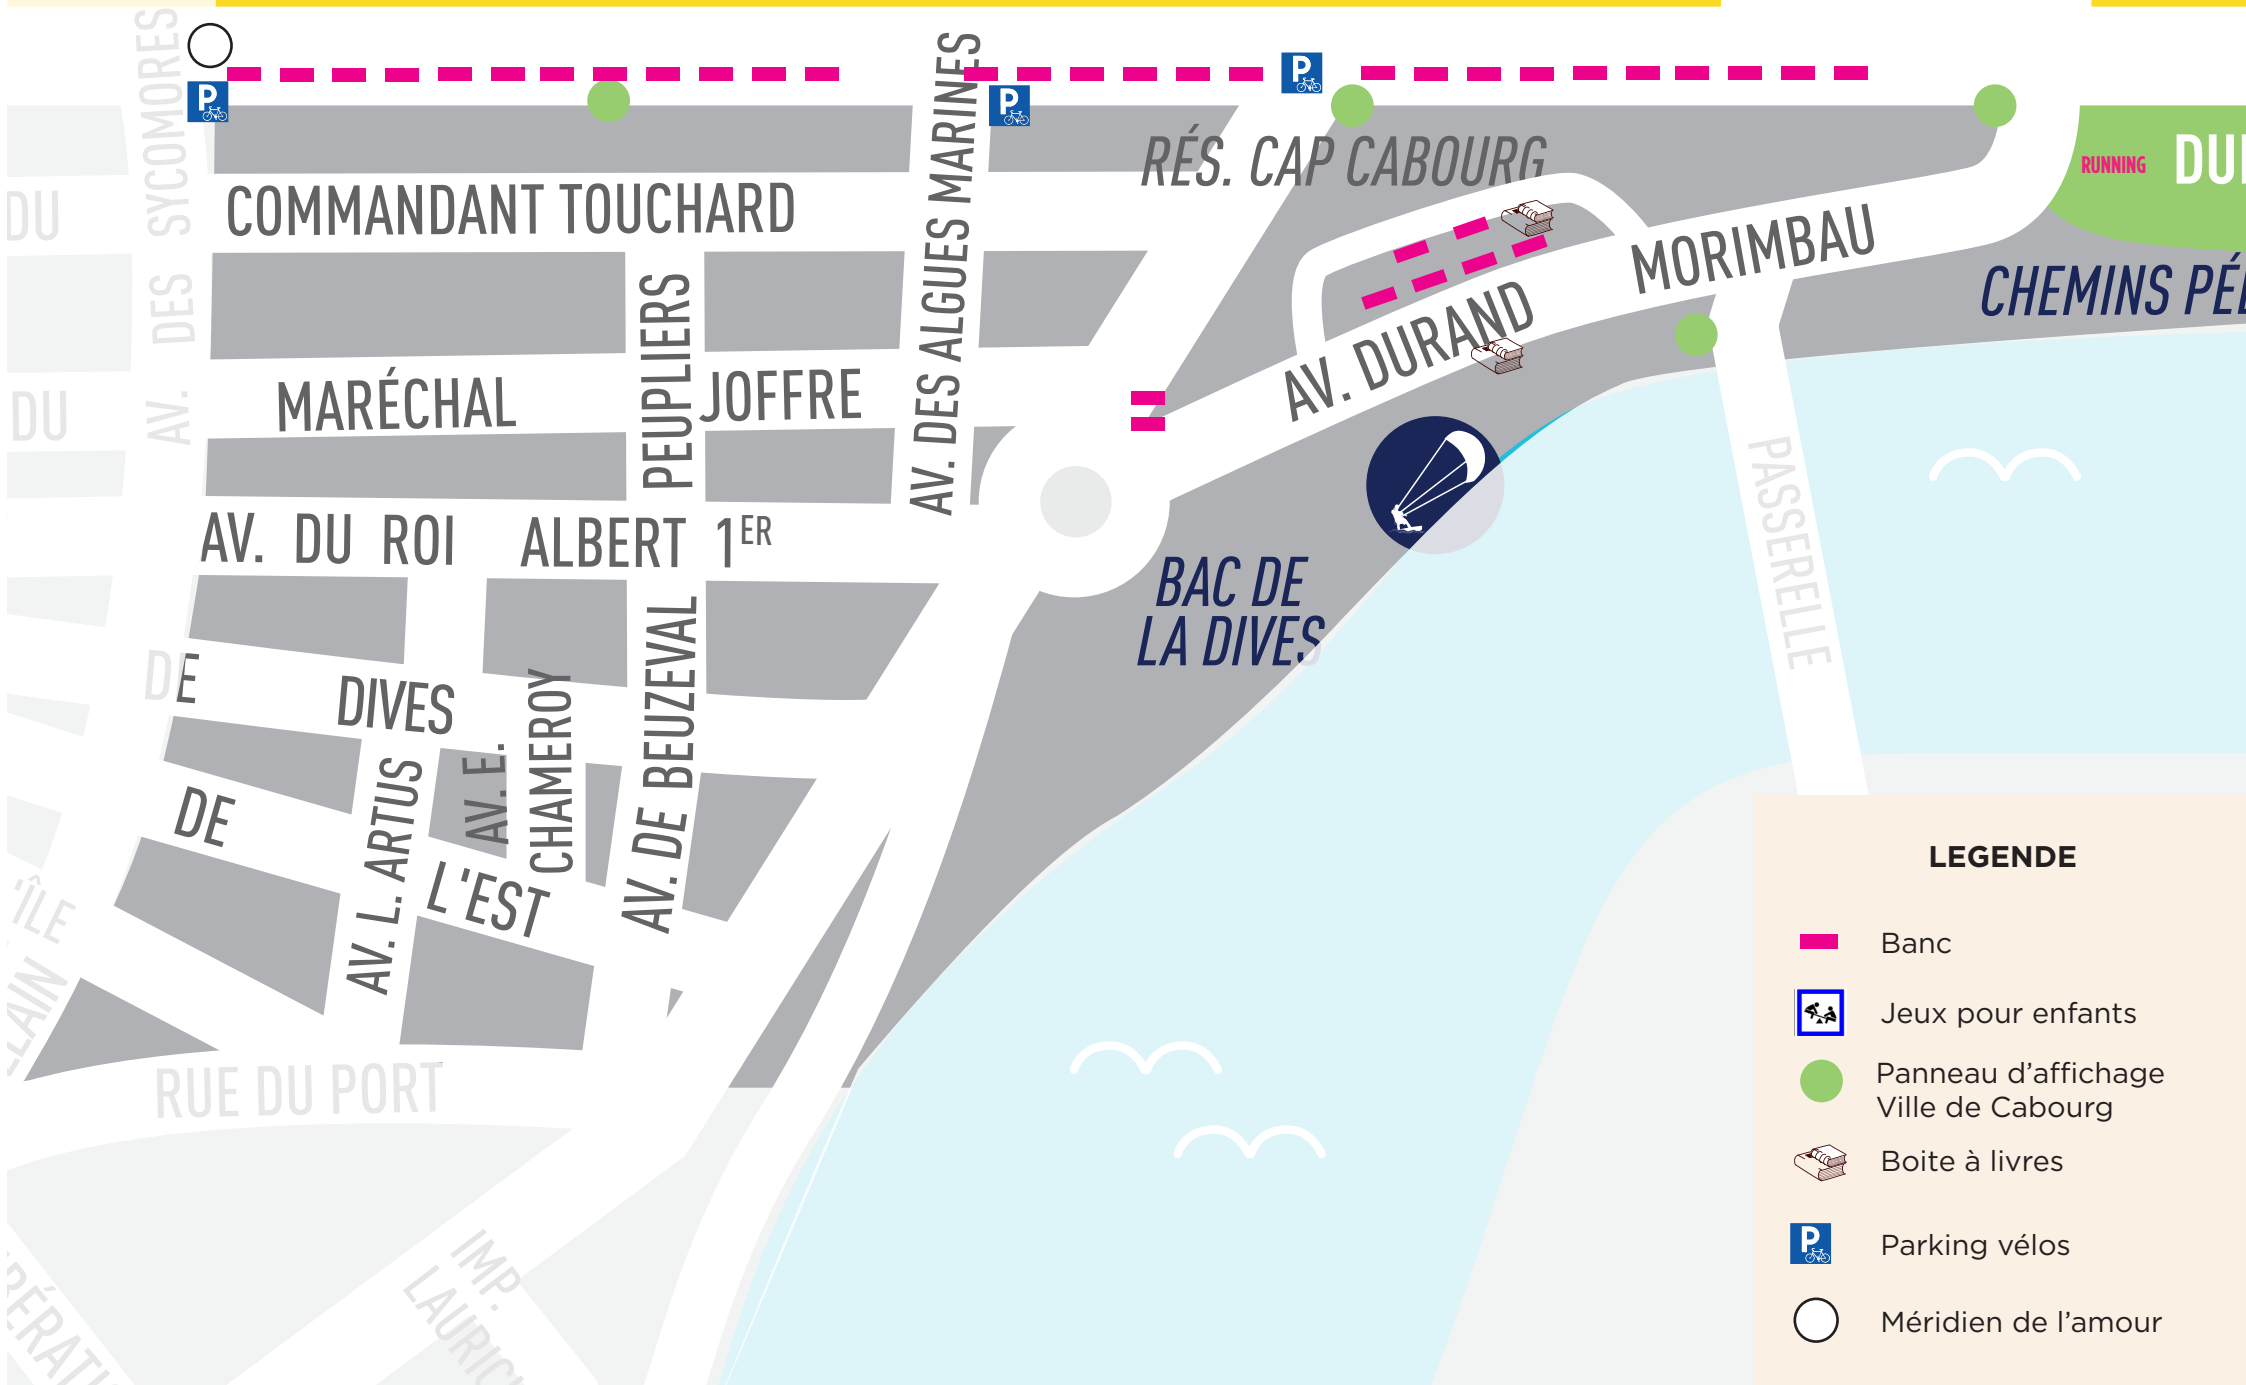 AV. DES SYCOMORES
DU
COMMANDANT TOUCHARD
AV. DES ALGUES MARINES
P
P
P
RÉS. CAP CABOURG
RUNNING
MORIMBAU
AV. DURAND
DU
MARÉCHAL
PEUPLIERS
JOFFRE
AV. DU ROI ALBERT 1ER
BAC DE
LA DIVES
PASSERELLE
DE
DIVES
AV. E.
CHAMEROY
AV. DE BEUZEVAL
DE
L'EST
AV. L. ARTUS
RUE DU PORT
IMP.
LEGENDE
Banc
Jeux pour enfants
Panneau d'affichage
Ville de Cabourg
Boite à livres
P
Parking vélos
Méridien de l'amour
CHEMINS
'ÎLE